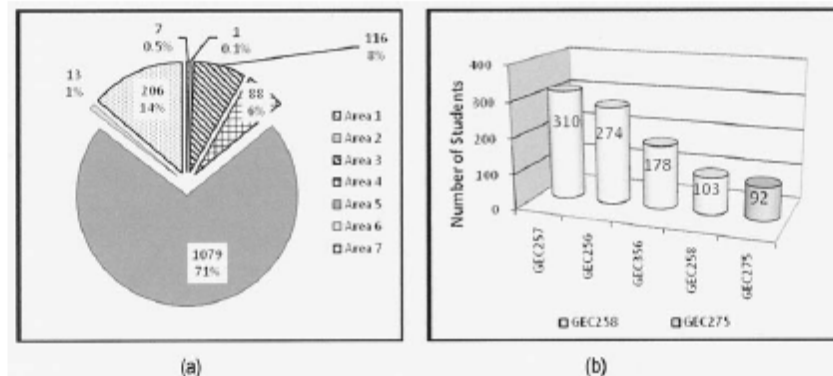 7
0.5%
1
0.1%
116
8%
13
1%
206
14%
88
6%
1079
71%
Area 1
Area 2
Area 3
Area 4
Area 5
Area 6
Area 7
(a)
Number of Students
400
300
200
100
0
310
274
178
103
92
GEC257
GEC256
GEC356
GEC258
GEC275
GEC258
GEC275
(b)